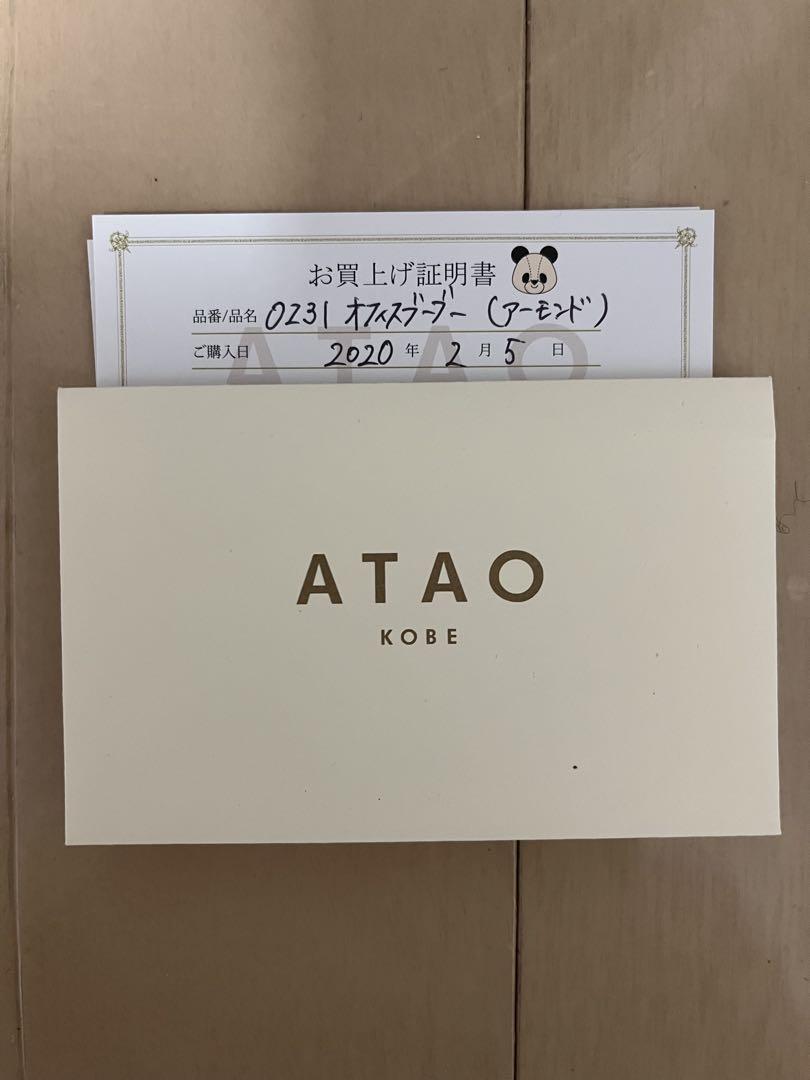 お買上げ証明書
品番/品名 0231 オフィスブーブー (アーモンド)
ご購入日 2020 年 2 月 5 日
ATAO
ATAO
KOBE